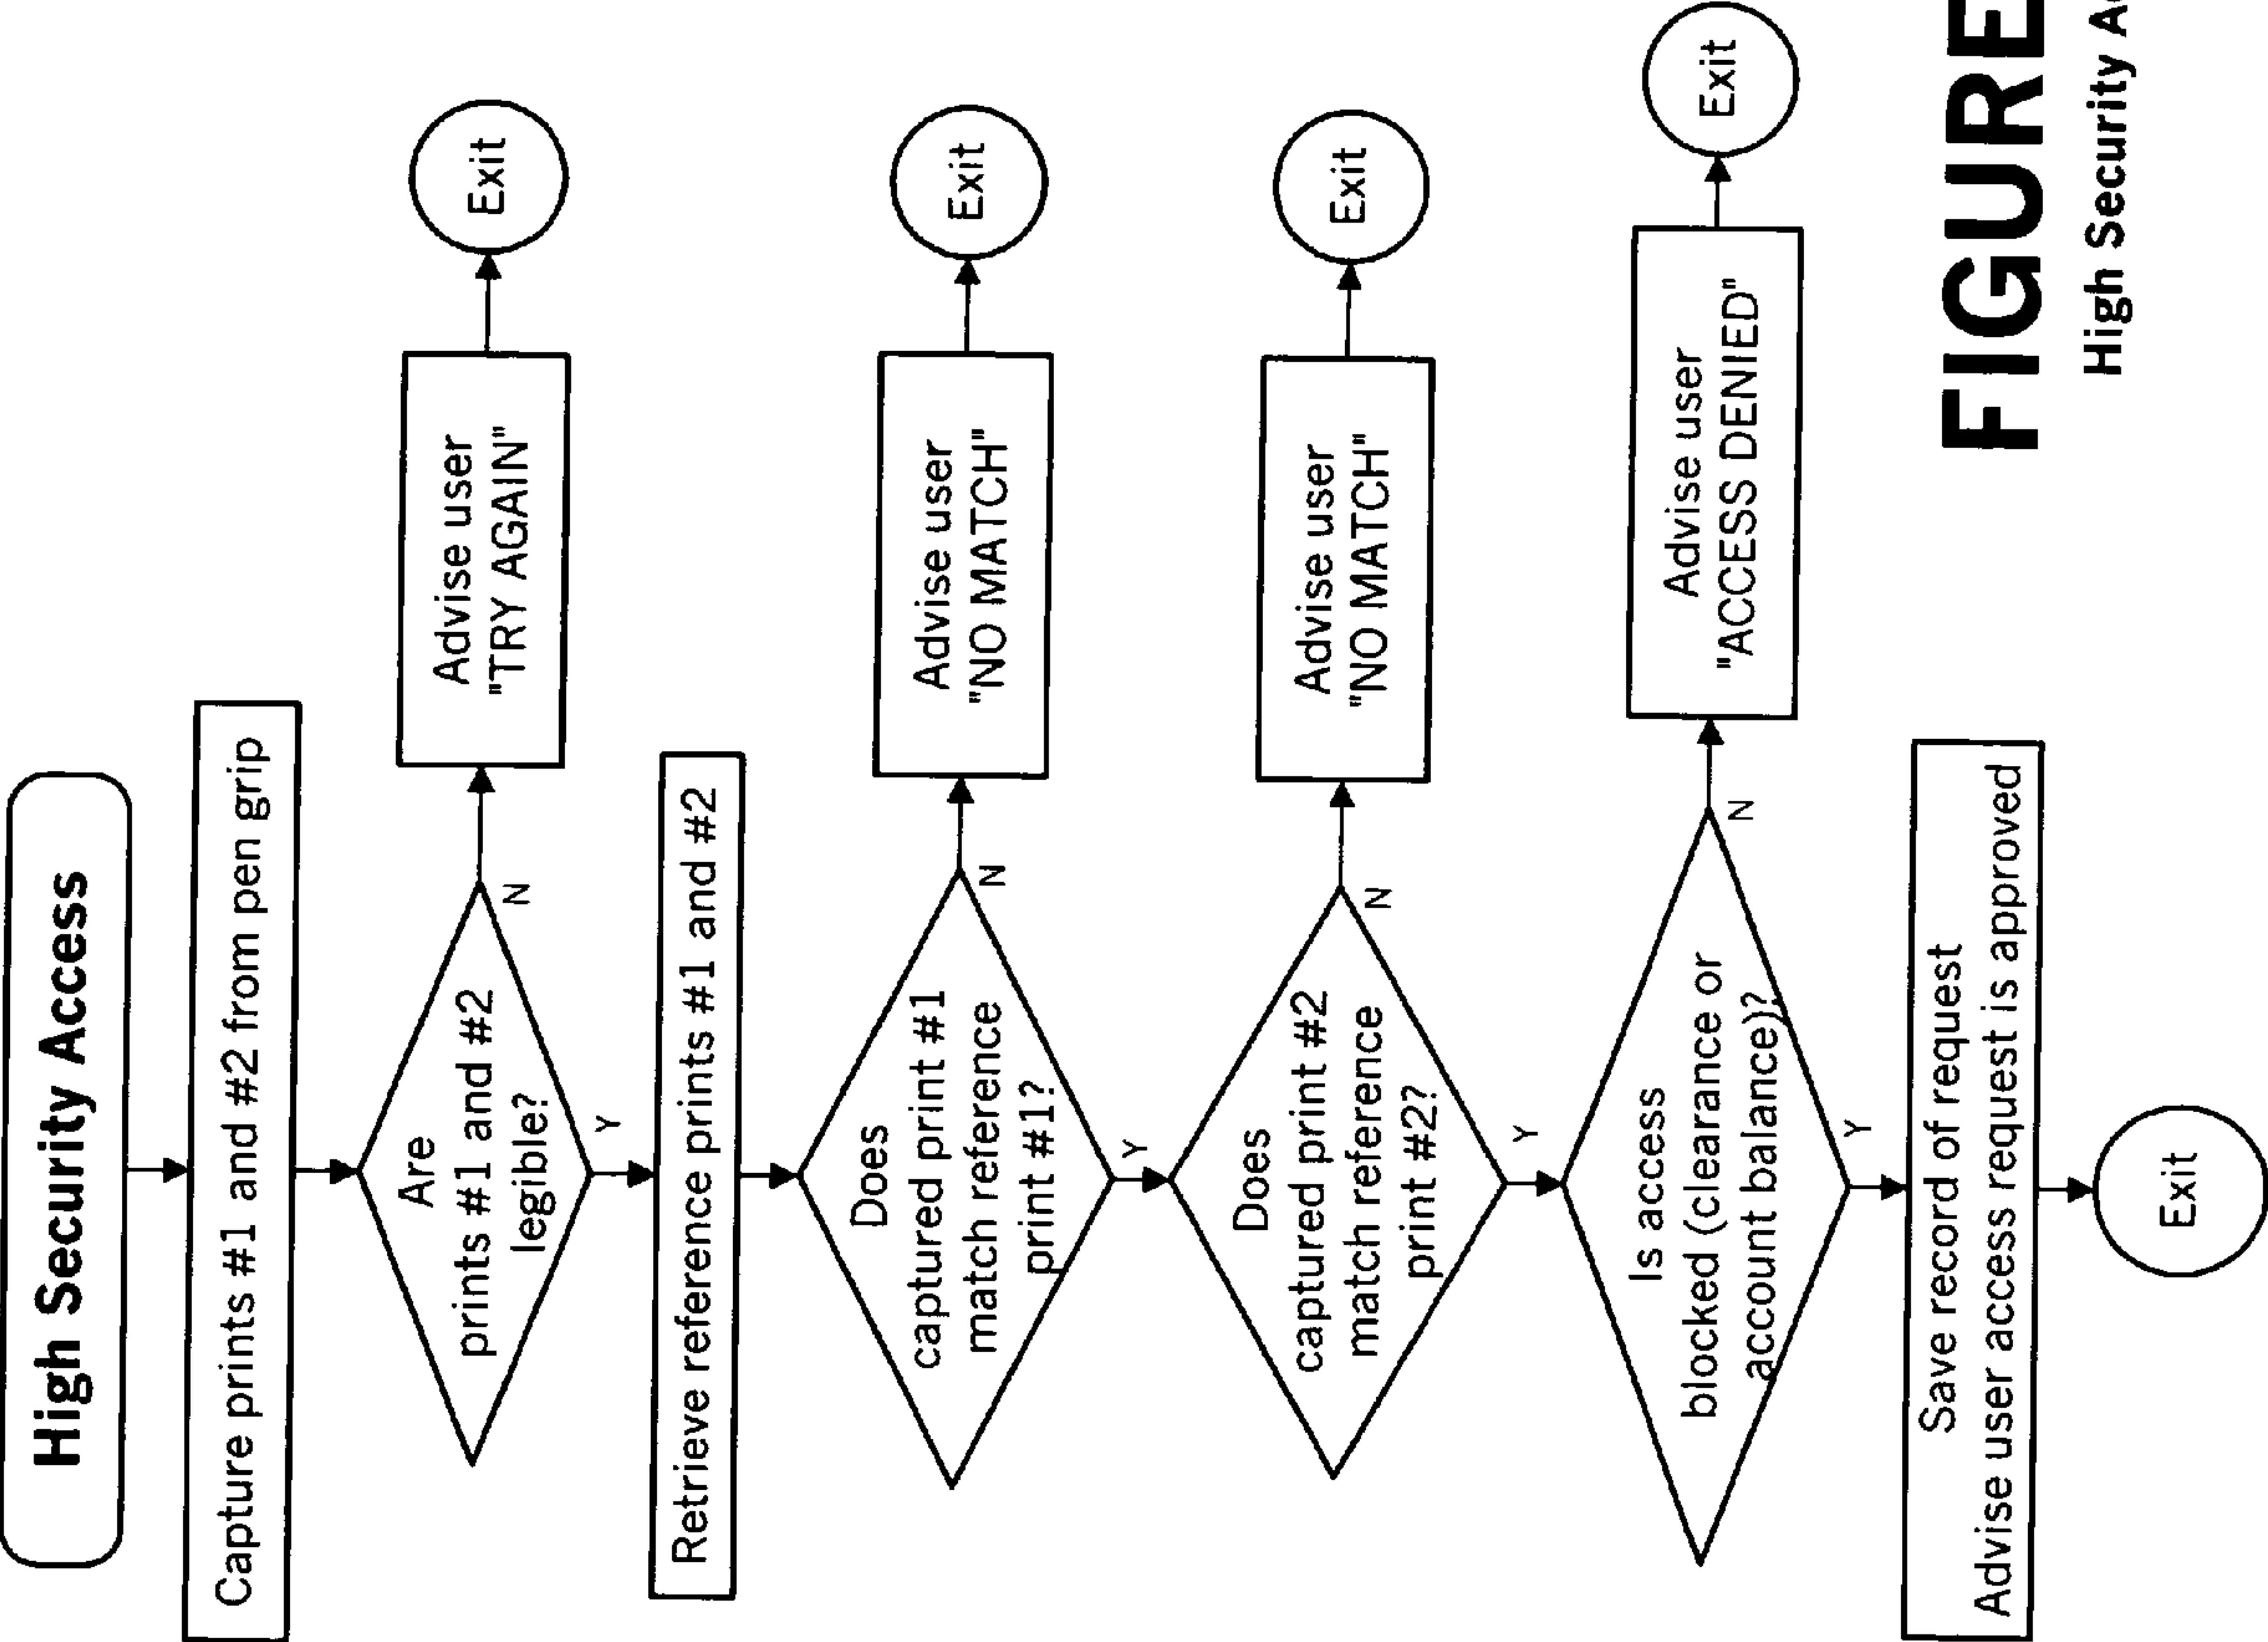 High Security Access
Capture prints #1 and #2 from pen grip
Are
prints #1 and #2
legible?
N
Advise user
"TRY AGAIN"
Exit
Y
Retrieve reference prints #1 and #2
Does
captured print #1
match reference
print #1?
N
Advise user
"NO MATCH"
Exit
Y
Does
captured print #2
match reference
print #2?
N
Advise user
"NO MATCH"
Exit
Y
Is access
blocked (clearance or
account balance)?
N
Advise user
"ACCESS DENIED"
Exit
Y
Save record of request
Advise user access request is approved
Exit
FIGURE
High Security